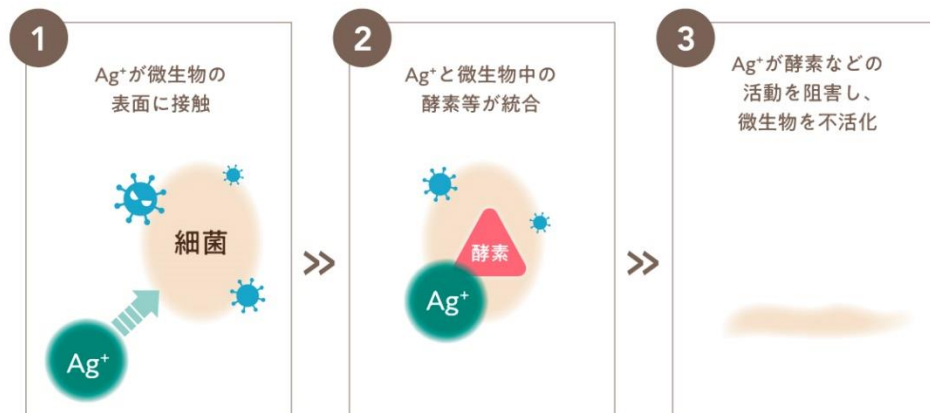 1
Ag⁺が微生物の
表面に接触
細菌
Ag⁺
2
Ag⁺と微生物中の
酵素等が統合
酵素
Ag⁺
3
Ag⁺が酵素などの
活動を阻害し、
微生物を不活化